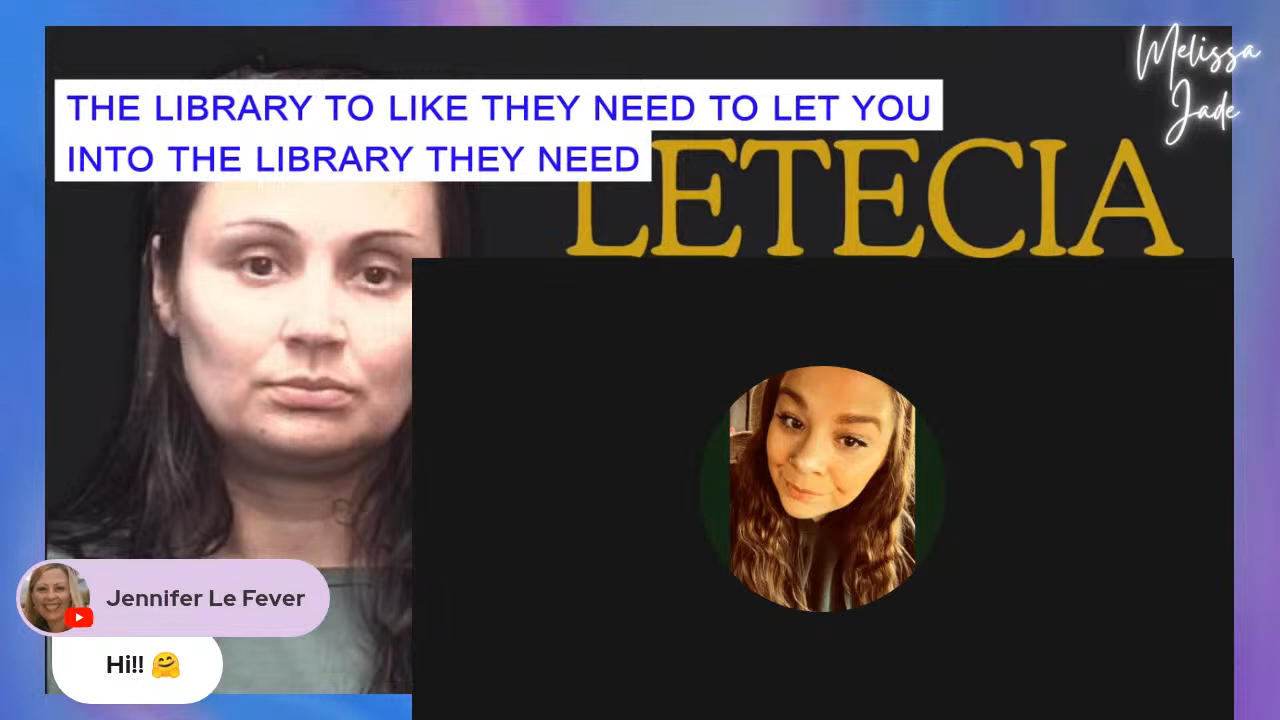 Melissa
Jade
THE LIBRARY TO LIKE THEY NEED TO LET YOU
INTO THE LIBRARY THEY NEED
LETECIA
Jennifer Le Fever
Hi!! 🤗